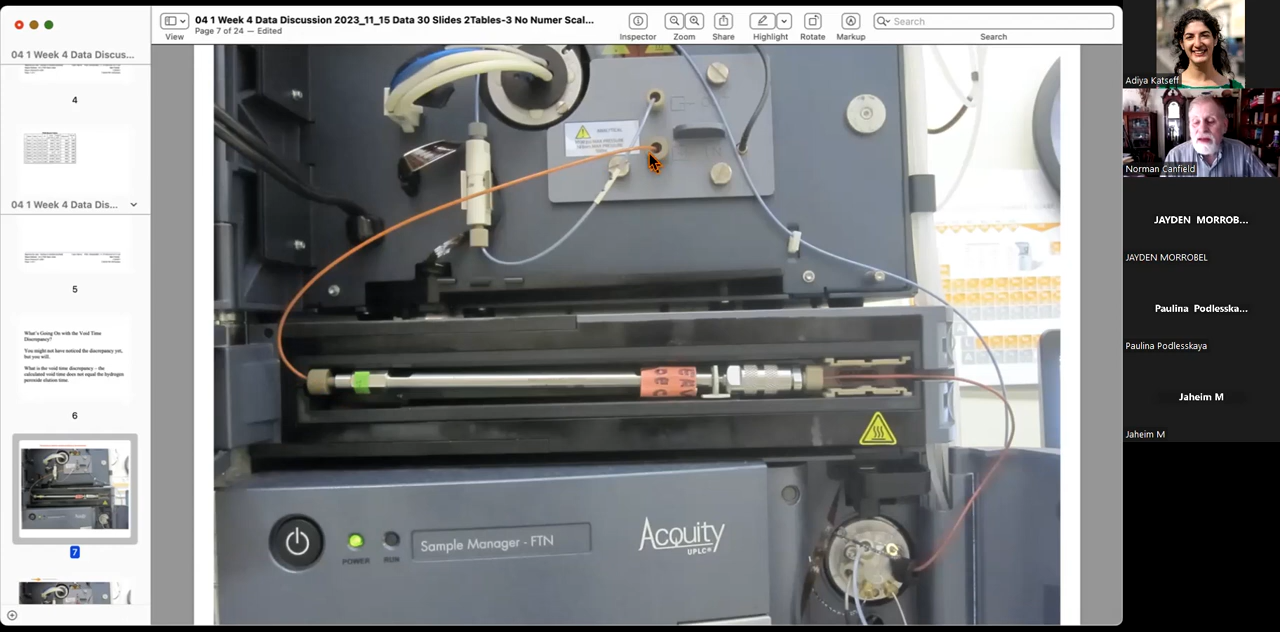 View
04 1 Week 4 Data Discussion 2023_11_15 Data 30 Slides 2Tables-3 No Numer Scal...
Page 7 of 24 — Edited
Inspector
Zoom
Share
Highlight
Rotate
Markup
Search
Search
04 1 Week 4 Data Discus...
4
04 1 Week 4 Data Dis...
5
What's Going On with the Void Time
Discrepancy?
You might not have noticed the discrepancy yet,
but you will.
What is the void time discrepancy – the
calculated void time does not equal the hydrogen
peroxide elution time.
6
7
ANALYTICAL
POWER
RUN
Sample Manager - FTN
Acquity
UPLC®
Adiya Katseff
Norman Canfield
JAYDEN MORROB...
JAYDEN MORROBEL
Paulina Podlesska...
Paulina Podlesskaya
Jaheim M
Jaheim M